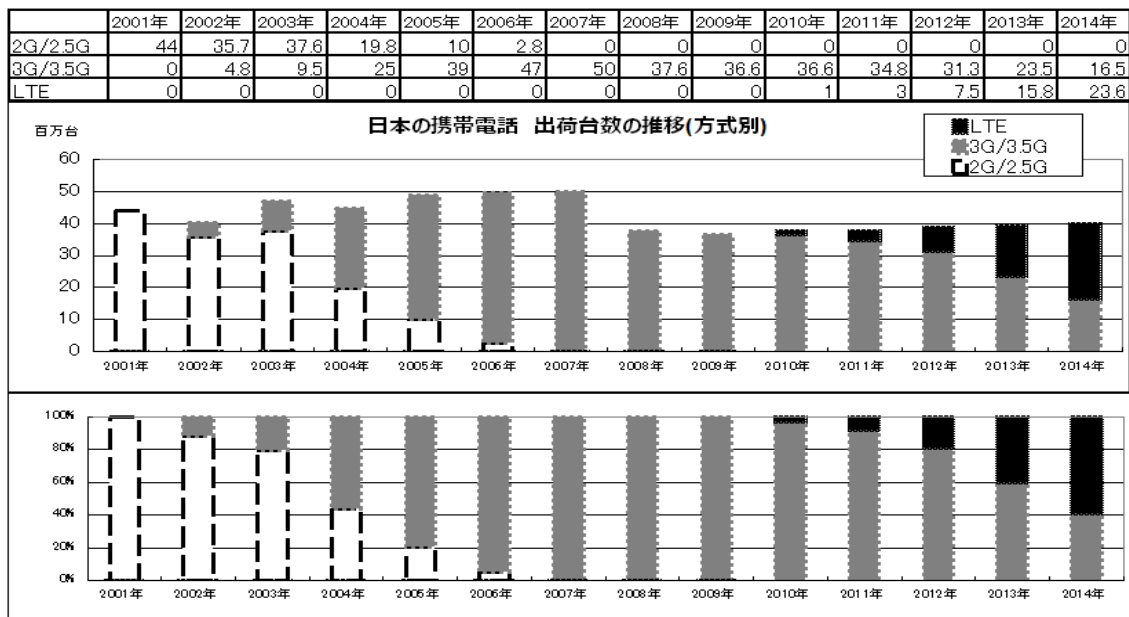 2001年 2002年 2003年 2004年 2005年 2006年 2007年 2008年 2009年 2010年 2011年 2012年 2013年 2014年
2G/2.5G 44 35.7 37.6 19.8 10 2.8 0 0 0 0 0 0 0 0
3G/3.5G 0 4.8 9.5 25 39 47 50 37.6 36.6 36.6 34.8 31.3 23.5 16.5
LTE 0 0 0 0 0 0 0 0 0 1 3 7.5 15.8 23.6
百万台
日本の携帯電話 出荷台数の推移(方式別)
LTE
3G/3.5G
2G/2.5G
60
50
40
30
20
10
0
2001年 2002年 2003年 2004年 2005年 2006年 2007年 2008年 2009年 2010年 2011年 2012年 2013年 2014年
100%
80%
60%
40%
20%
0%
2001年 2002年 2003年 2004年 2005年 2006年 2007年 2008年 2009年 2010年 2011年 2012年 2013年 2014年